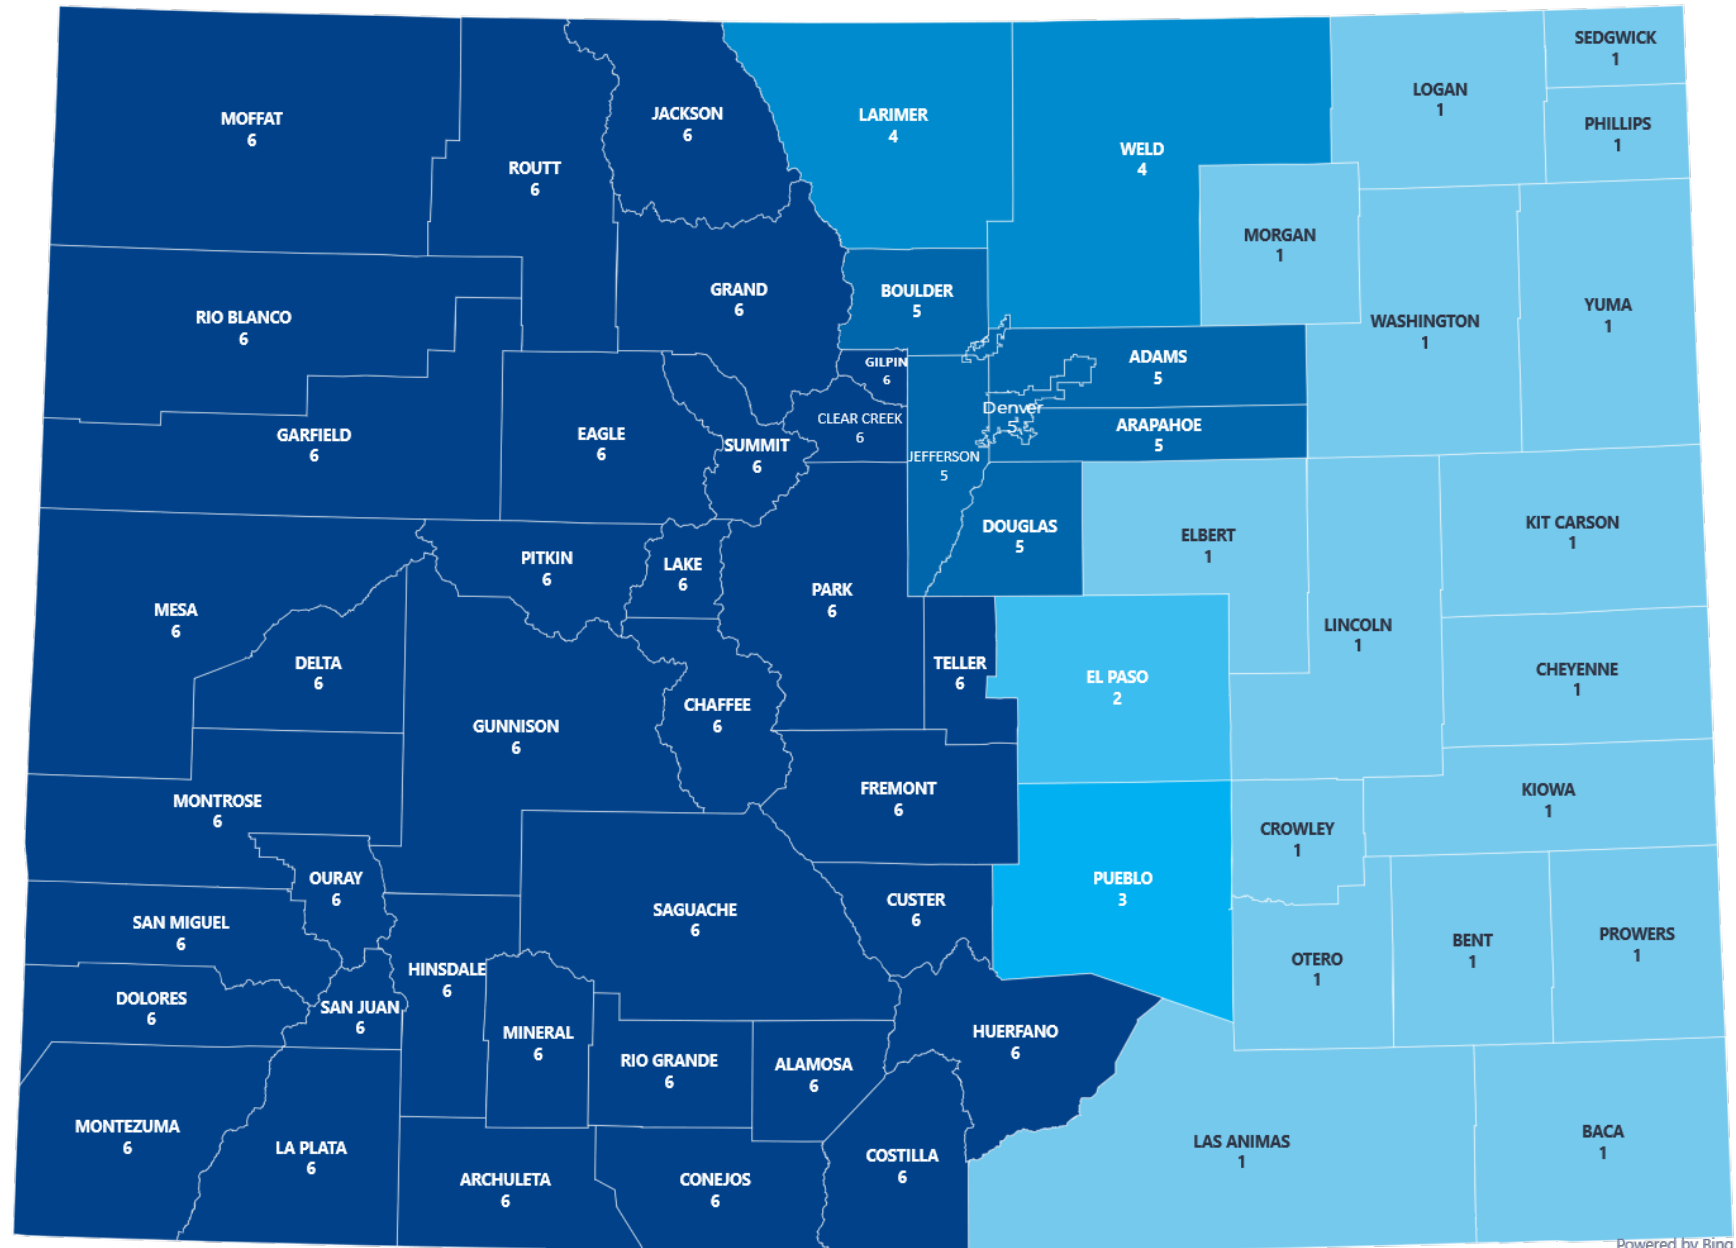 SEDGWICK
1
LOGAN
1
PHILLIPS
1
MOFFAT
6
JACKSON
6
LARIMER
4
WELD
4
ROUTT
6
MORGAN
1
GRAND
6
BOULDER
5
YUMA
1
RIO BLANCO
6
WASHINGTON
1
GILPIN
6
ADAMS
5
CLEAR CREEK
6
Denver
5
ARAPAHOE
5
GARFIELD
6
EAGLE
6
SUMMIT
6
JEFFERSON
5
DOUGLAS
5
ELBERT
1
KIT CARSON
1
PITKIN
6
LAKE
6
PARK
6
MESA
6
LINCOLN
1
DELTA
6
TELLER
6
EL PASO
2
CHEYENNE
1
GUNNISON
6
CHAFFEE
6
MONTROSE
6
FREMONT
6
KIOWA
1
CROWLEY
1
OURAY
6
PUEBLO
3
CUSTER
6
SAN MIGUEL
6
SAGUACHE
6
BENT
1
PROWERS
1
OTERO
1
HINSDALE
6
DOLORES
6
SAN JUAN
6
MINERAL
6
HUERFANO
6
RIO GRANDE
6
ALAMOSA
6
MONTEZUMA
6
LA PLATA
6
ARCHULETA
6
CONEJOS
6
COSTILLA
6
LAS ANIMAS
1
BACA
1
Powered by Bing